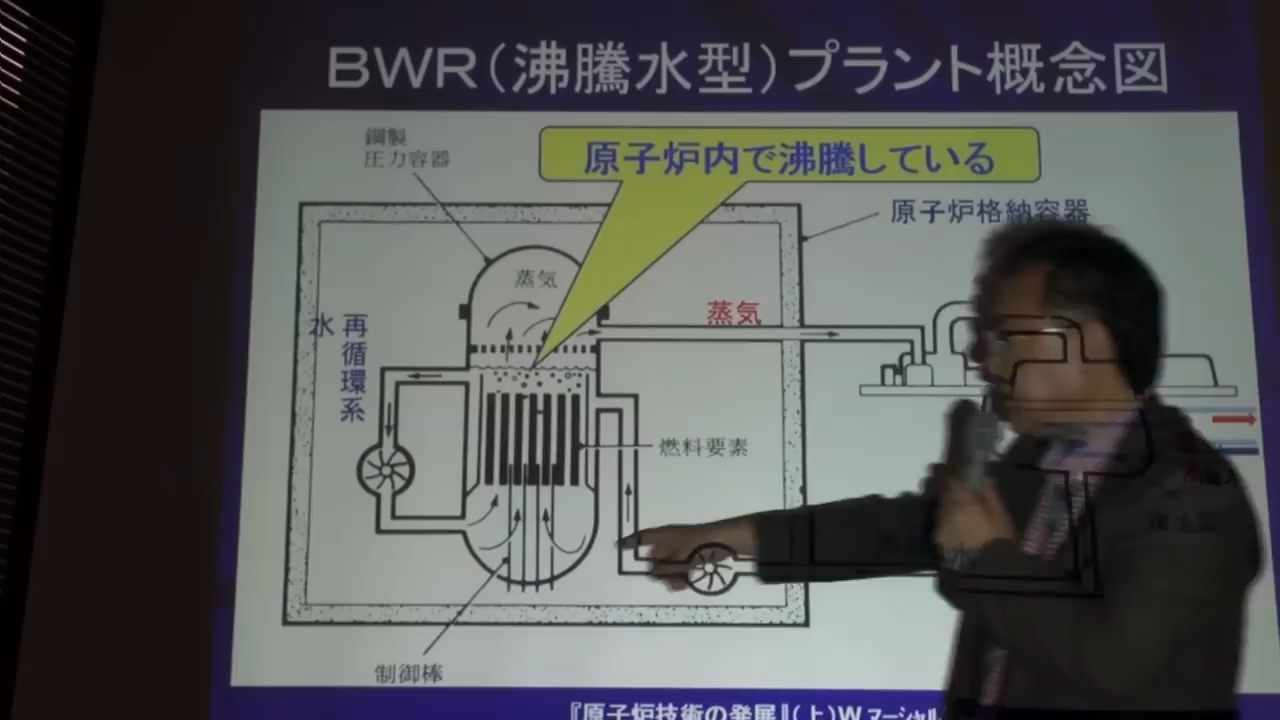 BWR(沸騰水型)プラント概念図
鋼製
圧力容器
原子炉内で沸騰している
原子炉格納容器
蒸気
蒸気
再循環系
水
燃料要素
制御棒
『原子炉技術の発展』(上)W.マーシャル